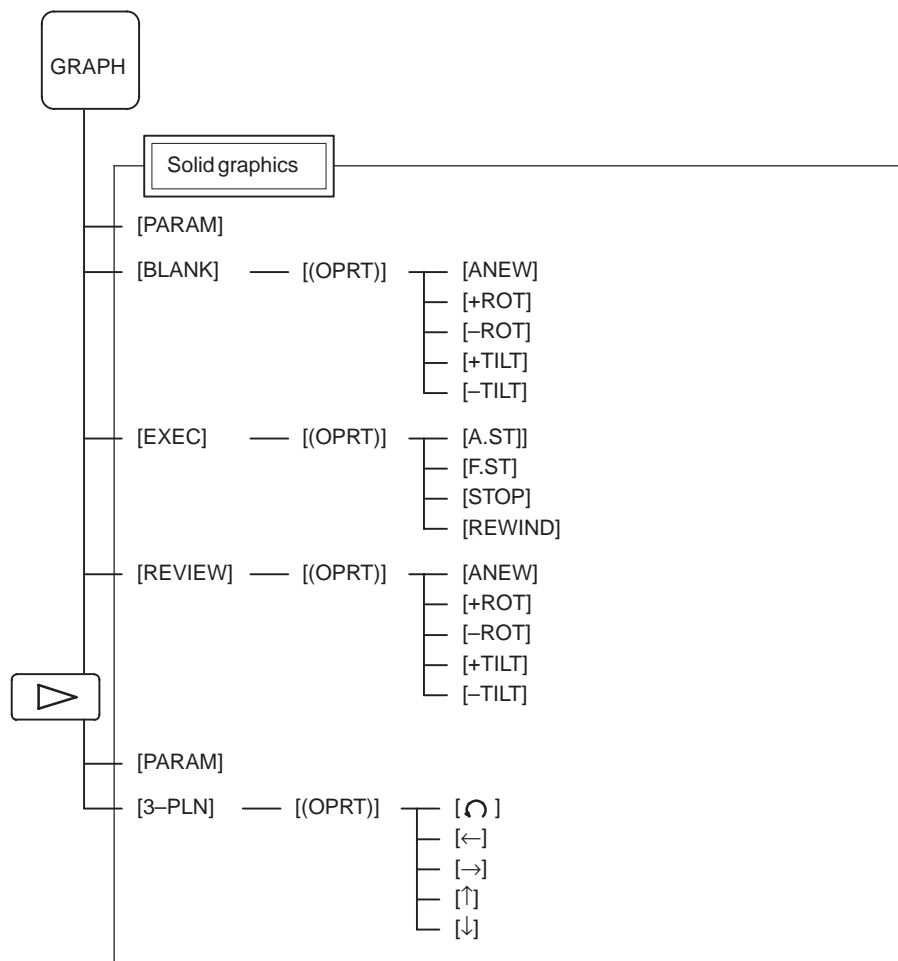 GRAPH
Solid graphics
[PARAM]
[BLANK] [(OPRT)] [ANEW]
[+ROT]
[–ROT]
[+TILT]
[–TILT]
[EXEC] [(OPRT)] [A.ST]]
[F.ST]
[STOP]
[REWIND]
[REVIEW] [(OPRT)] [ANEW]
[+ROT]
[–ROT]
[+TILT]
[–TILT]
[PARAM]
[3–PLN] [(OPRT)] [ ]
[←]
[→]
[↑]
[↓]